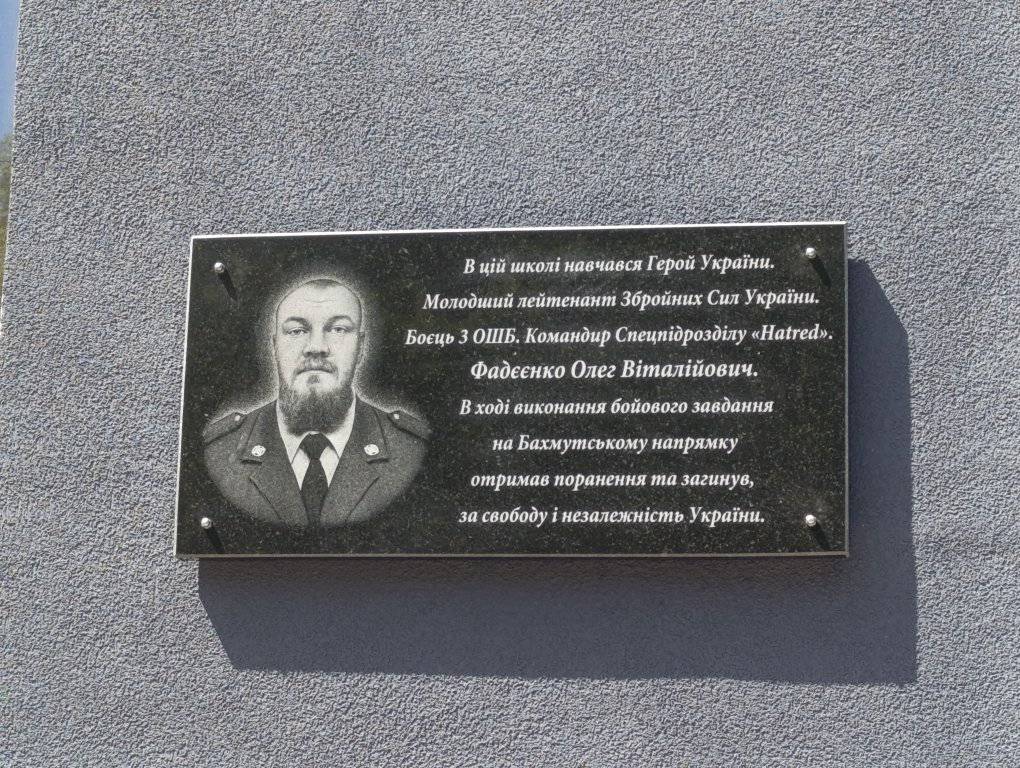 В цій школі навчався Герой України.
Молодший лейтенант Збройних Сил України.
Боєць 3 ОШБ. Командир Спецпідрозділу «Hatred».
Фадєєнко Олег Віталійович.
В ході виконання бойового завдання
на Бахмутському напрямку
отримав поранення та загинув,
за свободу і незалежність України.